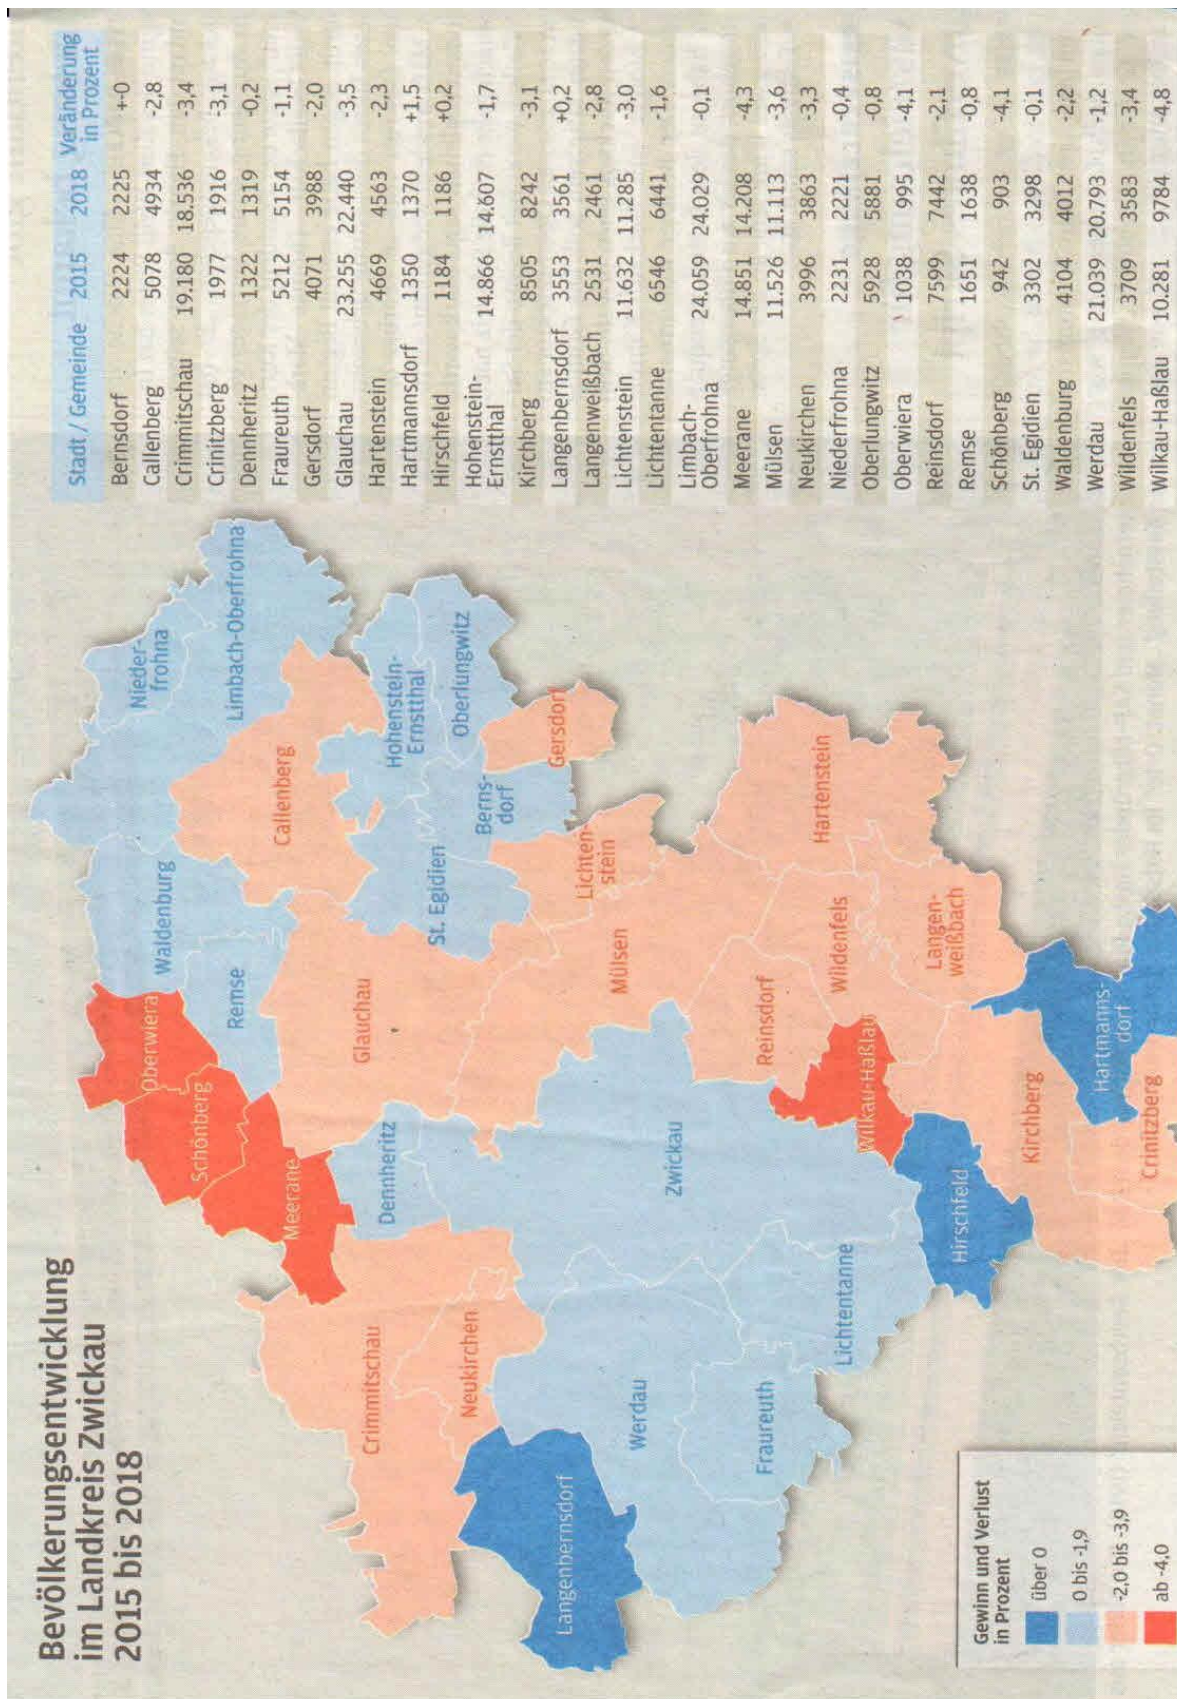 Bevölkerungsentwicklung
im Landkreis Zwickau
2015 bis 2018
Nieder-
frohna
Limbach-Oberfrohna
Waldenburg
Callenberg
Hohenstein-
Ernstthal
Oberlungwitz
Gersdorf
Berns-
dorf
St. Egidien
Lichten-
stein
Oberwiera
Remse
Schönberg
Glauchau
Meerane
Dennheritz
Mülsen
Crimmitschau
Neukirchen
Zwickau
Reinsdorf
Wildenfels
Hartenstein
Langen-
weißbach
Wilkau-Haßlau
Werdau
Langenbernsdorf
Fraureuth
Lichtentanne
Hirschfeld
Kirchberg
Hartmanns-
dorf
Crinitzberg
Gewinn und Verlust
in Prozent
über 0
0 bis -1,9
-2,0 bis -3,9
ab -4,0
Stadt / Gemeinde 2015 2018 Veränderung
in Prozent
Bernsdorf 2224 2225 +-0
Callenberg 5078 4934 -2,8
Crimmitschau 19.180 18.536 -3,4
Crinitzberg 1977 1916 -3,1
Dennheritz 1322 1319 -0,2
Fraureuth 5212 5154 -1,1
Gersdorf 4071 3988 -2,0
Glauchau 23.255 22.440 -3,5
Hartenstein 4669 4563 -2,3
Hartmannsdorf 1350 1370 +1,5
Hirschfeld 1184 1186 +0,2
Hohenstein-
Ernstthal 14.866 14.607 -1,7
Kirchberg 8505 8242 -3,1
Langenbernsdorf 3553 3561 +0,2
Langenweißbach 2531 2461 -2,8
Lichtenstein 11.632 11.285 -3,0
Lichtentanne 6546 6441 -1,6
Limbach-
Oberfrohna 24.059 24.029 -0,1
Meerane 14.851 14.208 -4,3
Mülsen 11.526 11.113 -3,6
Neukirchen 3996 3863 -3,3
Niederfrohna 2231 2221 -0,4
Oberlungwitz 5928 5881 -0,8
Oberwiera 1038 995 -4,1
Reinsdorf 7599 7442 -2,1
Remse 1651 1638 -0,8
Schönberg 942 903 -4,1
St. Egidien 3302 3298 -0,1
Waldenburg 4104 4012 -2,2
Werdau 21.039 20.793 -1,2
Wildenfels 3709 3583 -3,4
Wilkau-Haßlau 10.281 9784 -4,8